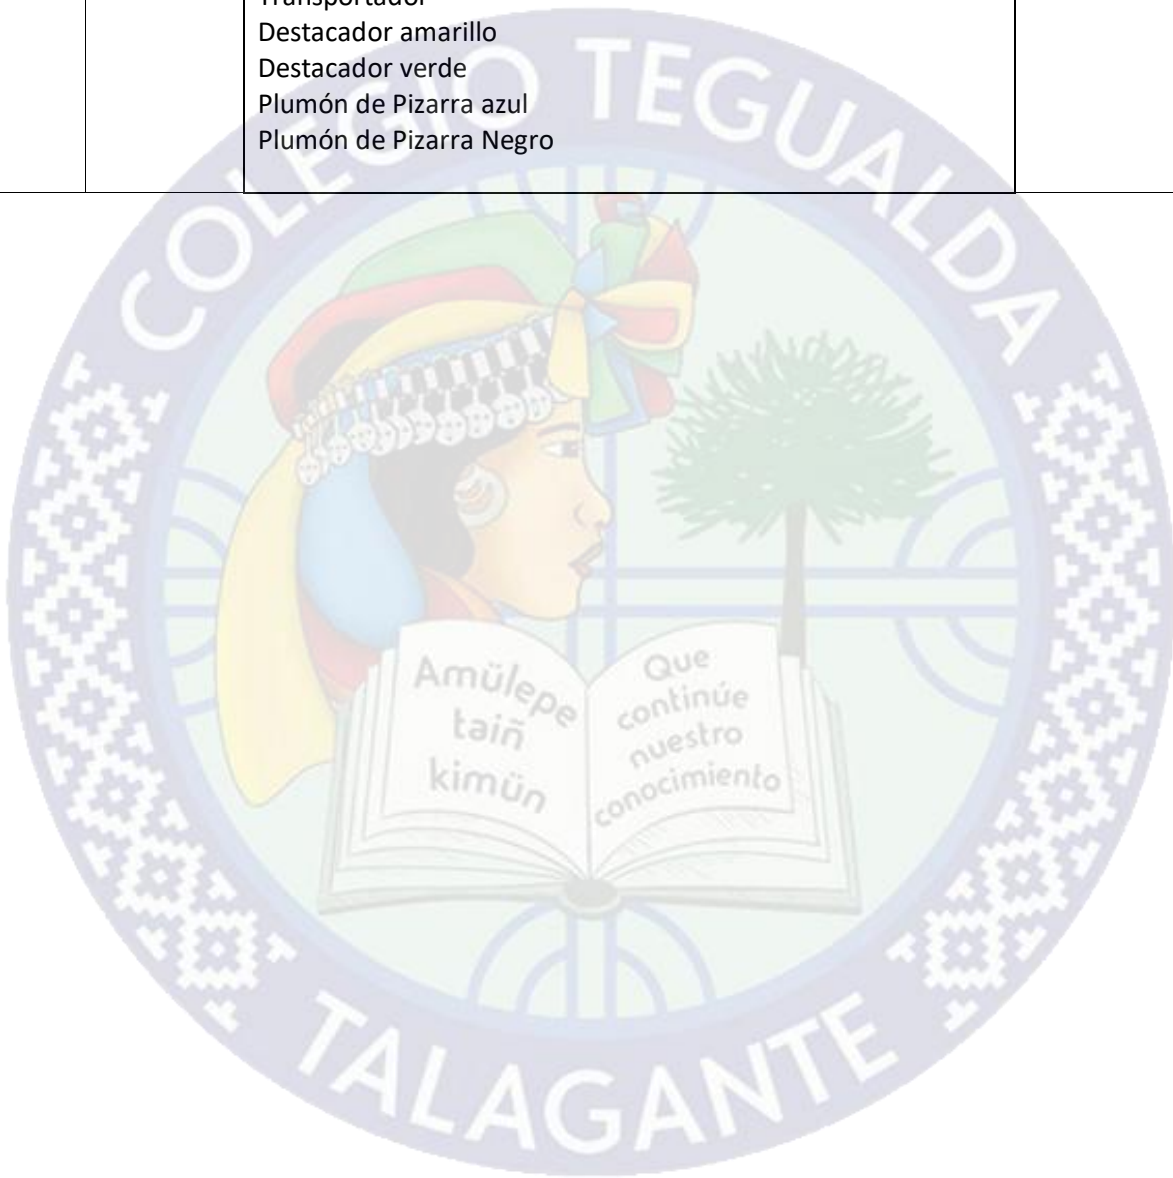 Transportador
Destacador amarillo
Destacador verde
Plumón de Pizarra azul
Plumón de Pizarra Negro
COLEGIO TEGUALDA
Amülepe
taiñ
kimün
Que
continúe
nuestro
conocimiento
TALAGANTE